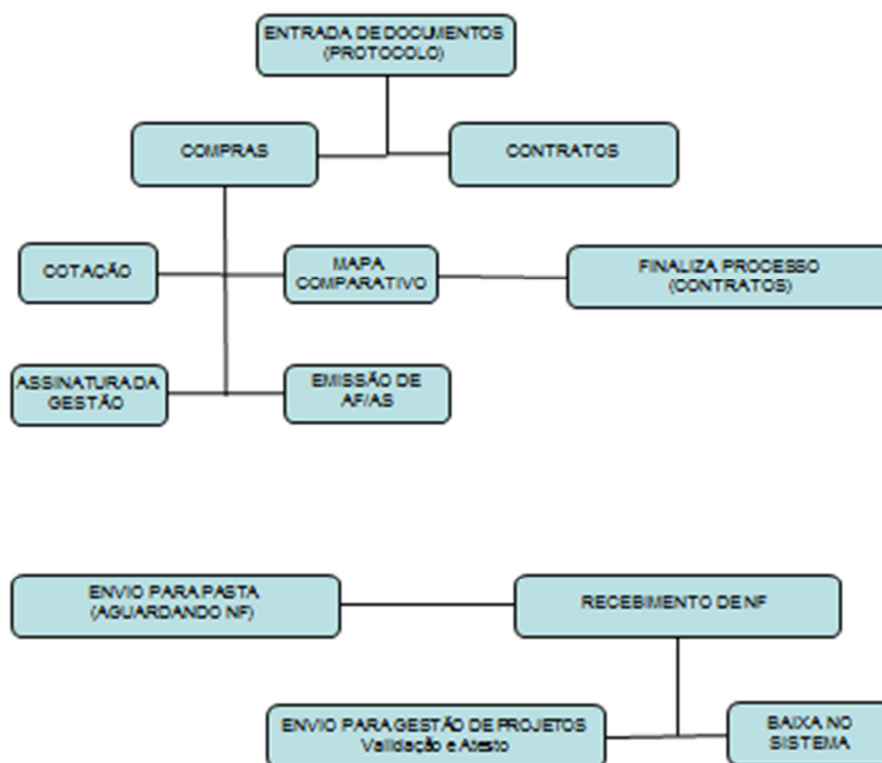 ENTRADA DE DOCUMENTOS
(PROTOCOLO)
COMPRAS
CONTRATOS
COTAÇÃO
MAPA
COMPARATIVO
FINALIZA PROCESSO
(CONTRATOS)
ASSINATURA DA
GESTÃO
EMISSÃO DE
AF/AS
ENVIO PARA PASTA
(AGUARDANDO NF)
RECEBIMENTO DE NF
ENVIO PARA GESTÃO DE PROJETOS
Validação e Atesto
BAIXA NO
SISTEMA